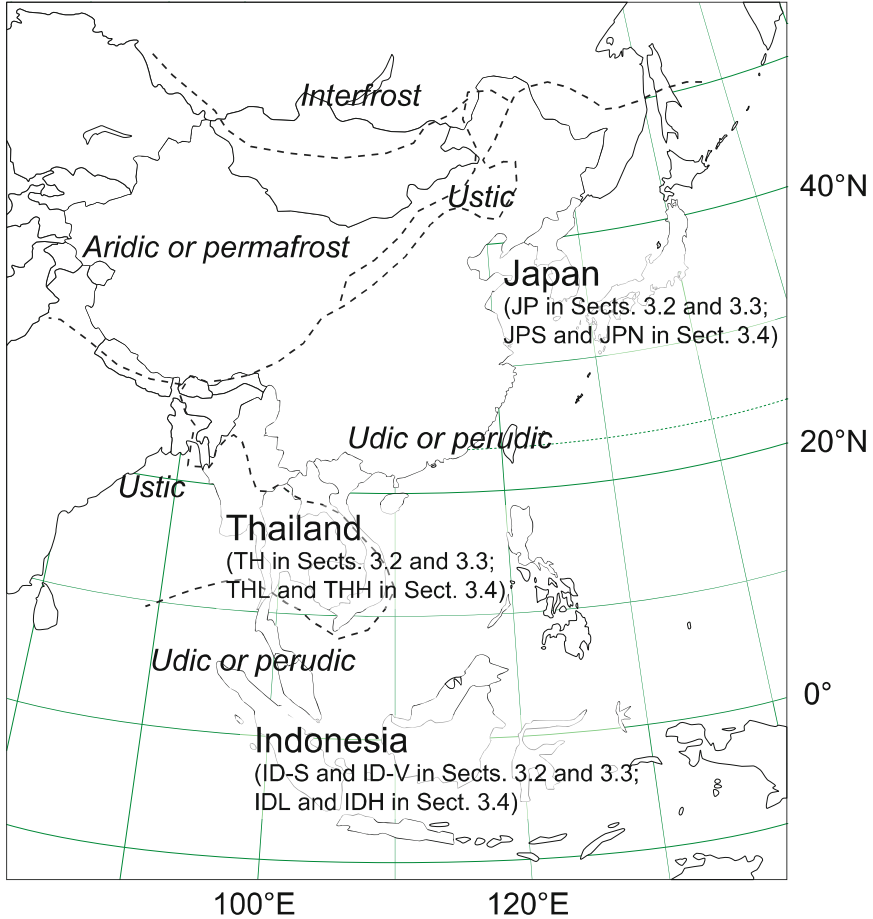 Interfrost
40°N
Ustic
Aridic or permafrost
Japan
(JP in Sects. 3.2 and 3.3;
JPS and JPN in Sect. 3.4)
Udic or perudic
20°N
Ustic
Thailand
(TH in Sects. 3.2 and 3.3;
THL and THH in Sect. 3.4)
Udic or perudic
0°
Indonesia
(ID-S and ID-V in Sects. 3.2 and 3.3;
IDL and IDH in Sect. 3.4)
100°E
120°E